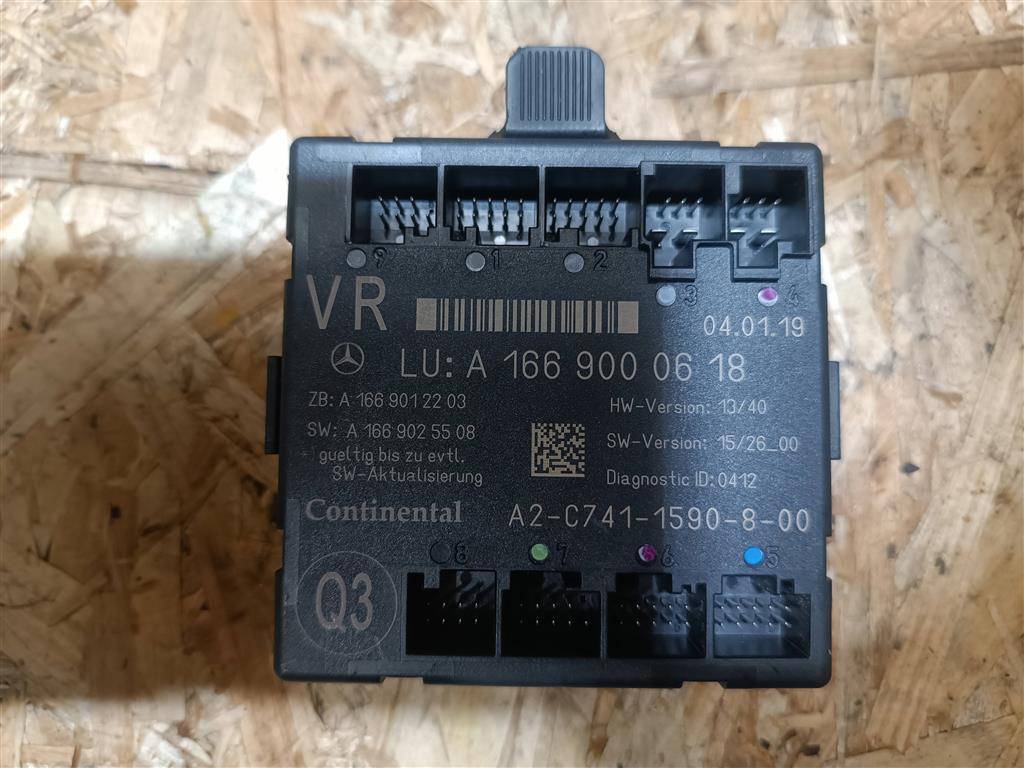 9 1 2 3 4
VR
04.01.19
LU: A 166 900 06 18
ZB: A 166 901 22 03
HW-Version: 13/40
SW: A 166 902 55 08
SW-Version: 15/26_00
*) gueltig bis zu evtl.
SW-Aktualisierung
Diagnostic ID: 0412
Continental
A2-C741-1590-8-00
8 7 6 5
Q3